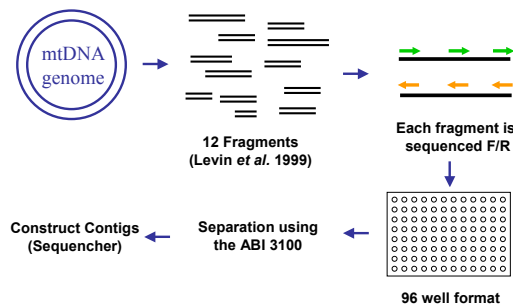 mtDNA
genome
12 Fragments
(Levin et al. 1999)
Each fragment is
sequenced F/R
96 well format
Separation using
the ABI 3100
Construct Contigs
(Sequencher)